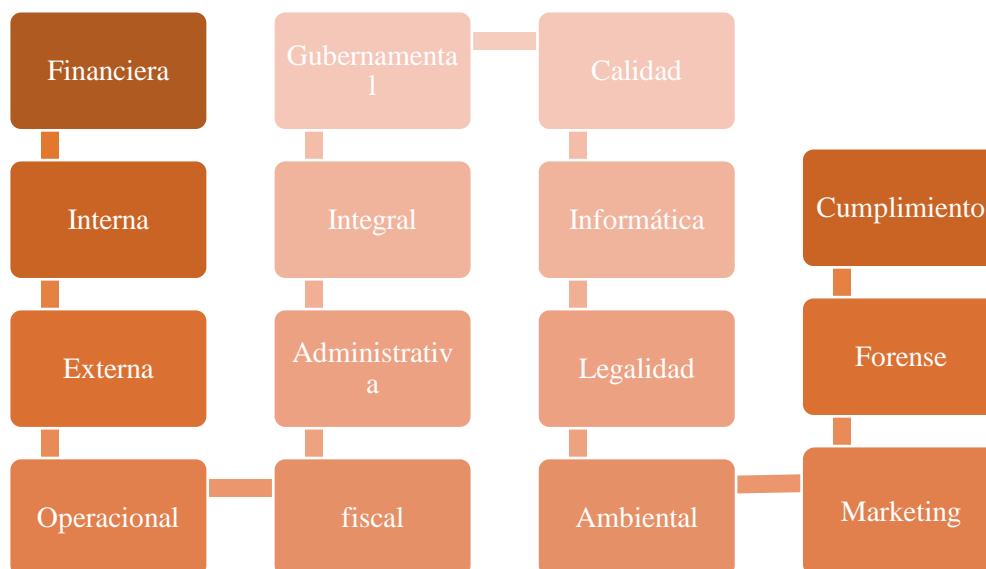 Financiera
Interna
Externa
Operacional
fiscal
Administrativ
a
Integral
Gubernamenta
l
Calidad
Informática
Legalidad
Ambiental
Marketing
Forense
Cumplimiento